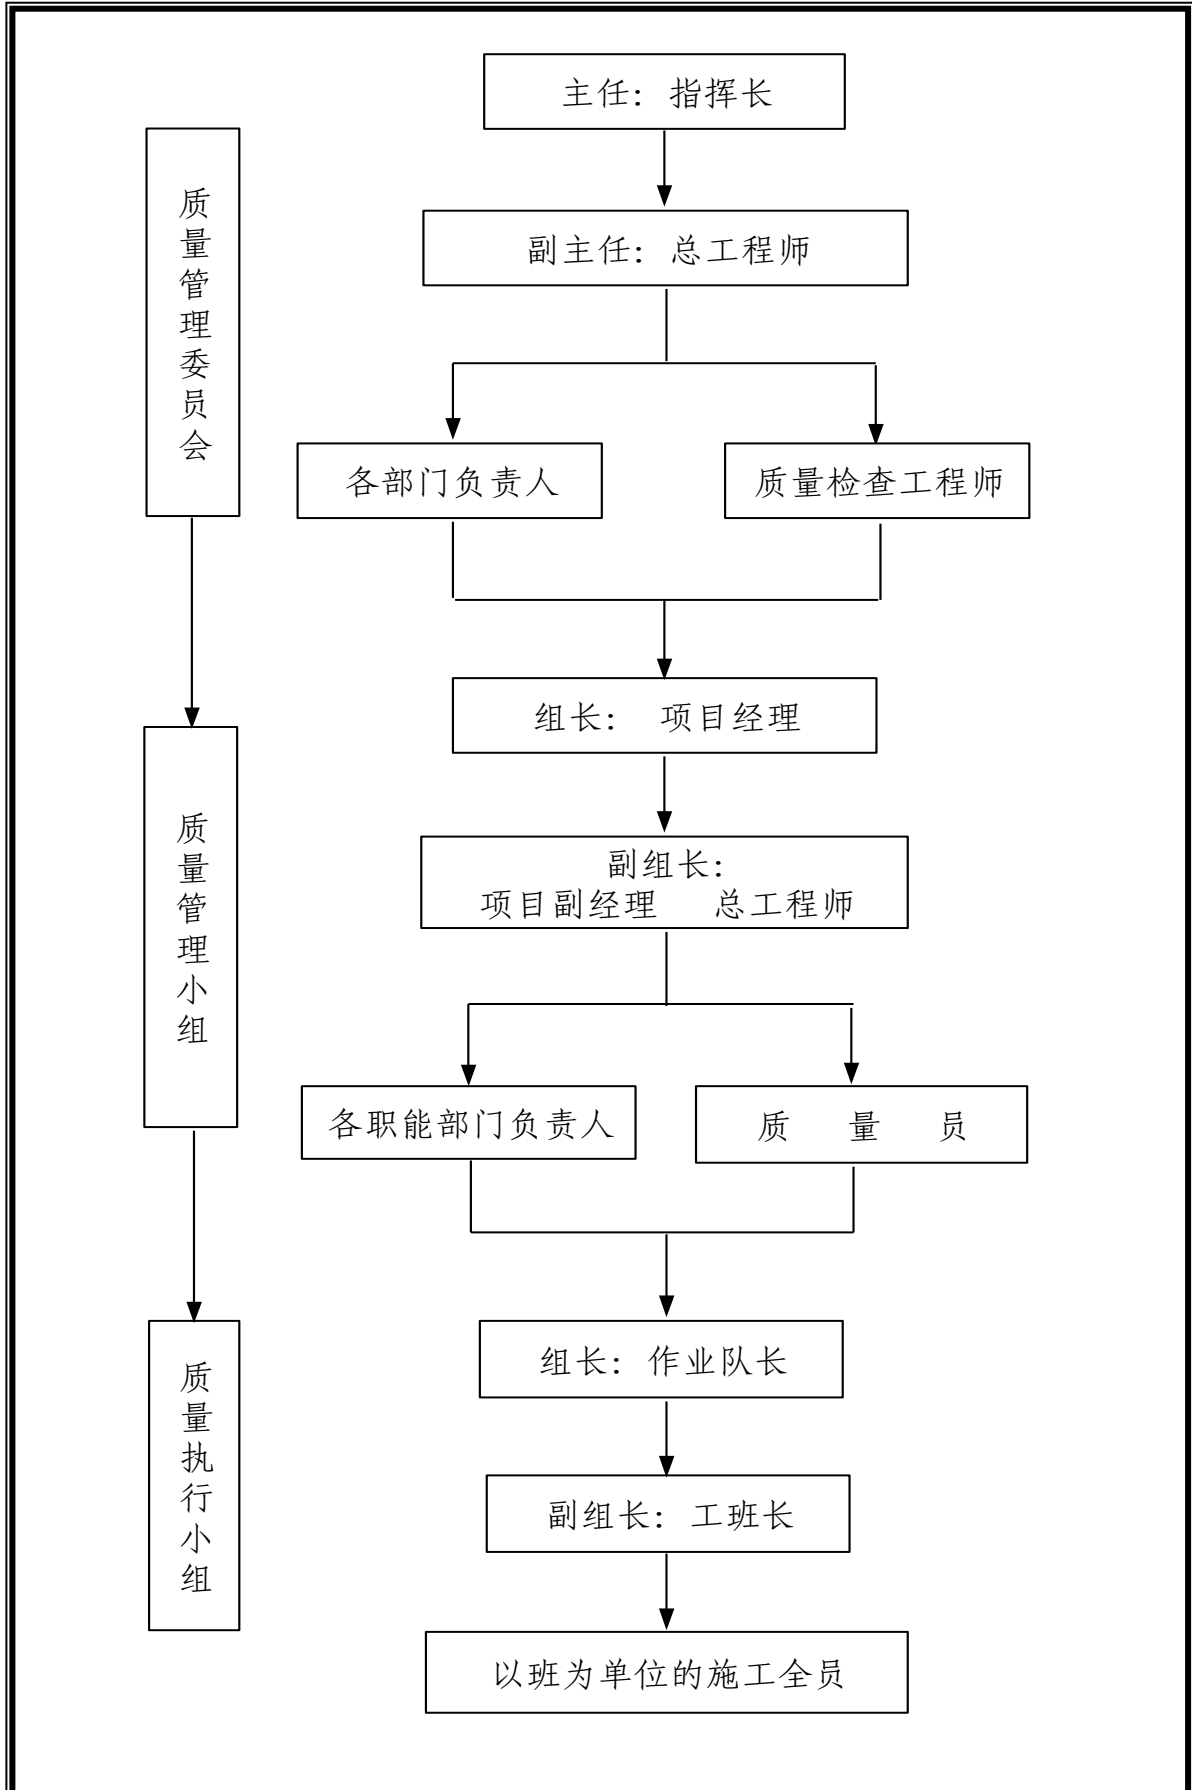 主任：指挥长
副主任：总工程师
质量管理委员会
各部门负责人
质量检查工程师
组长： 项目经理
质量管理小组
副组长：
项目副经理 总工程师
各职能部门负责人
质 量 员
组长：作业队长
质量执行小组
副组长：工班长
以班为单位的施工全员